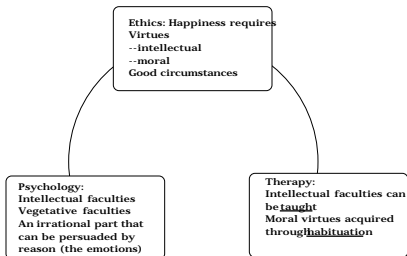 Ethics: Happiness requires
Virtues
--intellectual
--moral
Good circumstances
Psychology:
Intellectual faculties
Vegetative faculties
An irrational part that
can be persuaded by
reason (the emotions)
Therapy:
Intellectual faculties can
be taught
Moral virtues acquired
through habituation